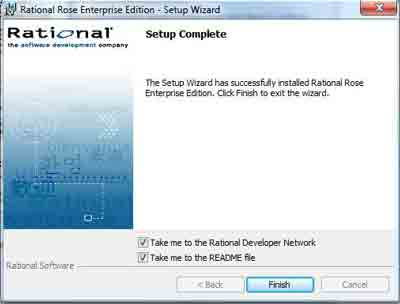 Rational Rose Enterprise Edition - Setup Wizard
Rational
the software development company
Setup Complete
The Setup Wizard has successfully installed Rational Rose
Enterprise Edition. Click Finish to exit the wizard.
Take me to the Rational Developer Network
Take me to the README file
Rational Software
< Back
Finish
Cancel